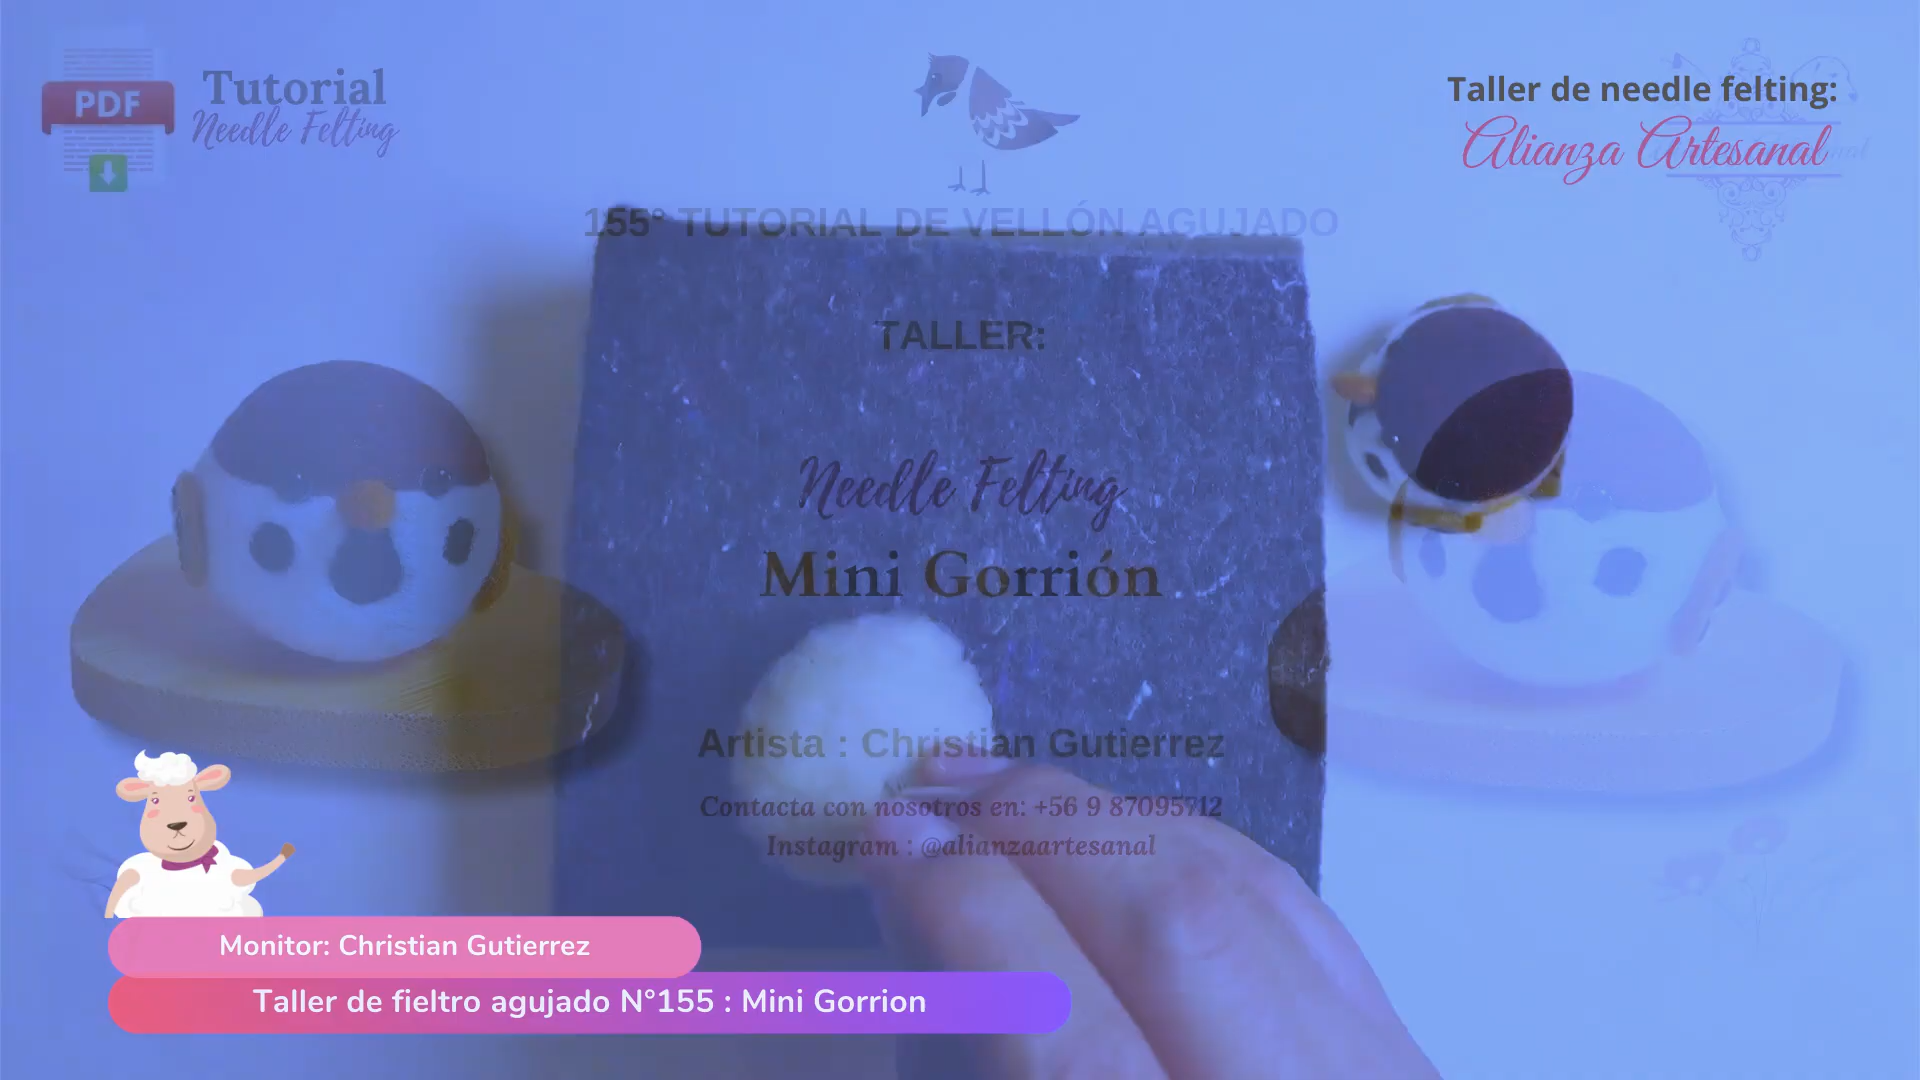 PDF
Tutorial
Needle Felting
Taller de needle felting:
Alianza Artesanal
155° TUTORIAL DE VELLÓN AGUJADO
TALLER:
Needle Felting
Mini Gorrión
Artista : Christian Gutierrez
Contacta con nosotros en: +56 9 87095712
Instagram : @alianzaartesanal
Monitor: Christian Gutierrez
Taller de fieltro agujado N°155 : Mini Gorrion